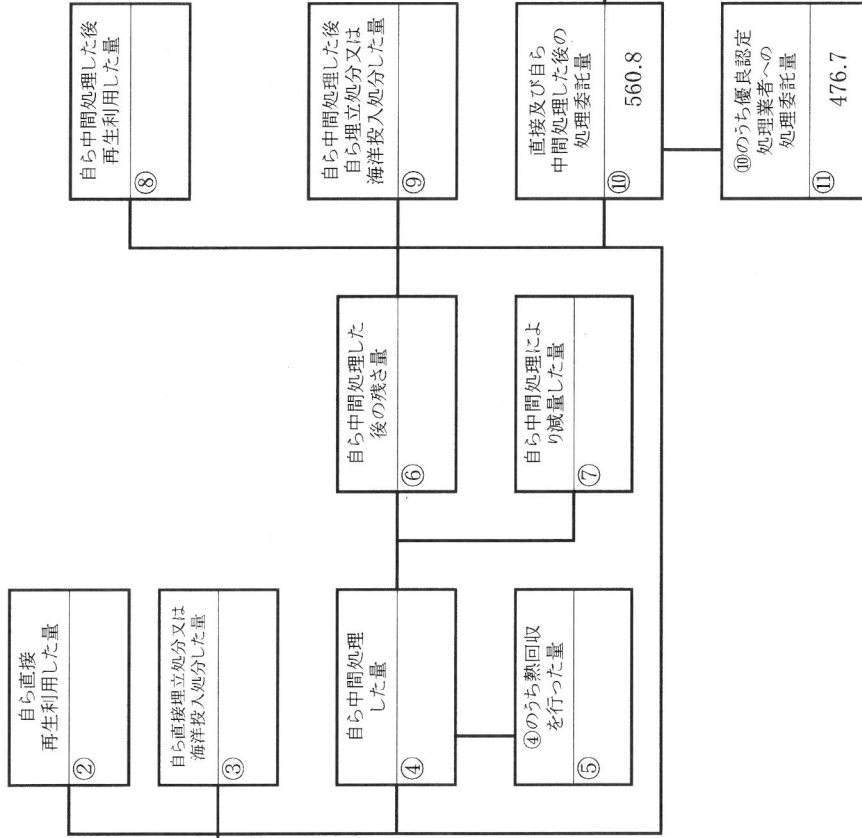 自ら直接
再生利用した量
②
自ら直接埋立処分又は
海洋投入処分した量
③
自ら中間処理
した量
④
④のうち熱回収
を行った量
⑤
自ら中間処理した
後の残さ量
⑥
自ら中間処理によ
り減量した量
⑦
自ら中間処理した後
再生利用した量
⑧
自ら中間処理した後
自ら埋立処分又は
海洋投入処分した量
⑨
直接及び自ら
中間処理した後の
処理委託量
⑩
560.8
⑩のうち優良認定
処理業者への
処理委託量
⑪
476.7